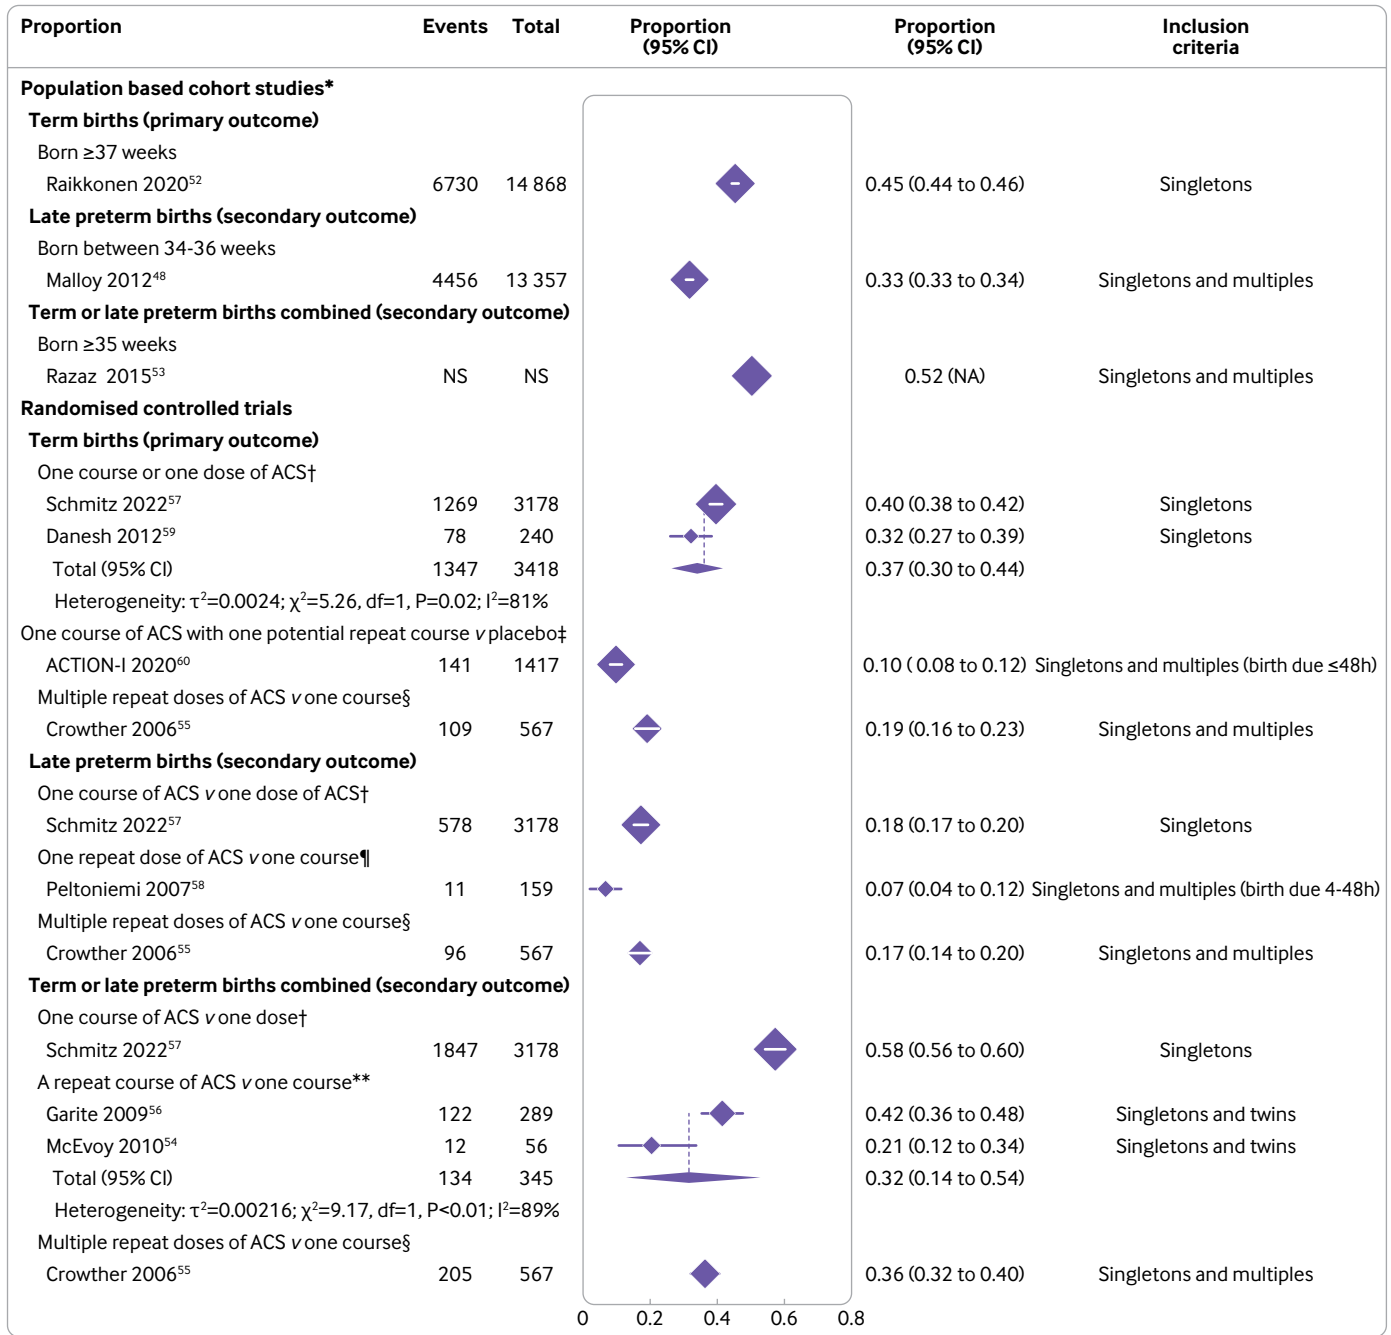 Proportion Events Total Proportion (95% CI) Proportion (95% CI) Inclusion criteria
Population based cohort studies*
Term births (primary outcome)
Born ≥37 weeks
Raikkonen 2020⁵² 6730 14 868 0.45 (0.44 to 0.46) Singletons
Late preterm births (secondary outcome)
Born between 34-36 weeks
Malloy 2012⁴⁸ 4456 13 357 0.33 (0.33 to 0.34) Singletons and multiples
Term or late preterm births combined (secondary outcome)
Born ≥35 weeks
Razaz 2015⁵³ NS NS 0.52 (NA) Singletons and multiples
Randomised controlled trials
Term births (primary outcome)
One course or one dose of ACS†
Schmitz 2022⁵⁷ 1269 3178 0.40 (0.38 to 0.42) Singletons
Danesh 2012⁵⁹ 78 240 0.32 (0.27 to 0.39) Singletons
Total (95% CI) 1347 3418 0.37 (0.30 to 0.44)
Heterogeneity: τ²=0.0024; χ²=5.26, df=1, P=0.02; I²=81%
One course of ACS with one potential repeat course v placebo‡
ACTION-I 2020⁶⁰ 141 1417 0.10 ( 0.08 to 0.12) Singletons and multiples (birth due ≤48h)
Multiple repeat doses of ACS v one course§
Crowther 2006⁵⁵ 109 567 0.19 (0.16 to 0.23) Singletons and multiples
Late preterm births (secondary outcome)
One course of ACS v one dose of ACS†
Schmitz 2022⁵⁷ 578 3178 0.18 (0.17 to 0.20) Singletons
One repeat dose of ACS v one course¶
Peltoniemi 2007⁵⁸ 11 159 0.07 (0.04 to 0.12) Singletons and multiples (birth due 4-48h)
Multiple repeat doses of ACS v one course§
Crowther 2006⁵⁵ 96 567 0.17 (0.14 to 0.20) Singletons and multiples
Term or late preterm births combined (secondary outcome)
One course of ACS v one dose†
Schmitz 2022⁵⁷ 1847 3178 0.58 (0.56 to 0.60) Singletons
A repeat course of ACS v one course**
Garite 2009⁵⁶ 122 289 0.42 (0.36 to 0.48) Singletons and twins
McEvoy 2010⁵⁴ 12 56 0.21 (0.12 to 0.34) Singletons and twins
Total (95% CI) 134 345 0.32 (0.14 to 0.54)
Heterogeneity: τ²=0.00216; χ²=9.17, df=1, P<0.01; I²=89%
Multiple repeat doses of ACS v one course§
Crowther 2006⁵⁵ 205 567 0.36 (0.32 to 0.40) Singletons and multiples
0 0.2 0.4 0.6 0.8